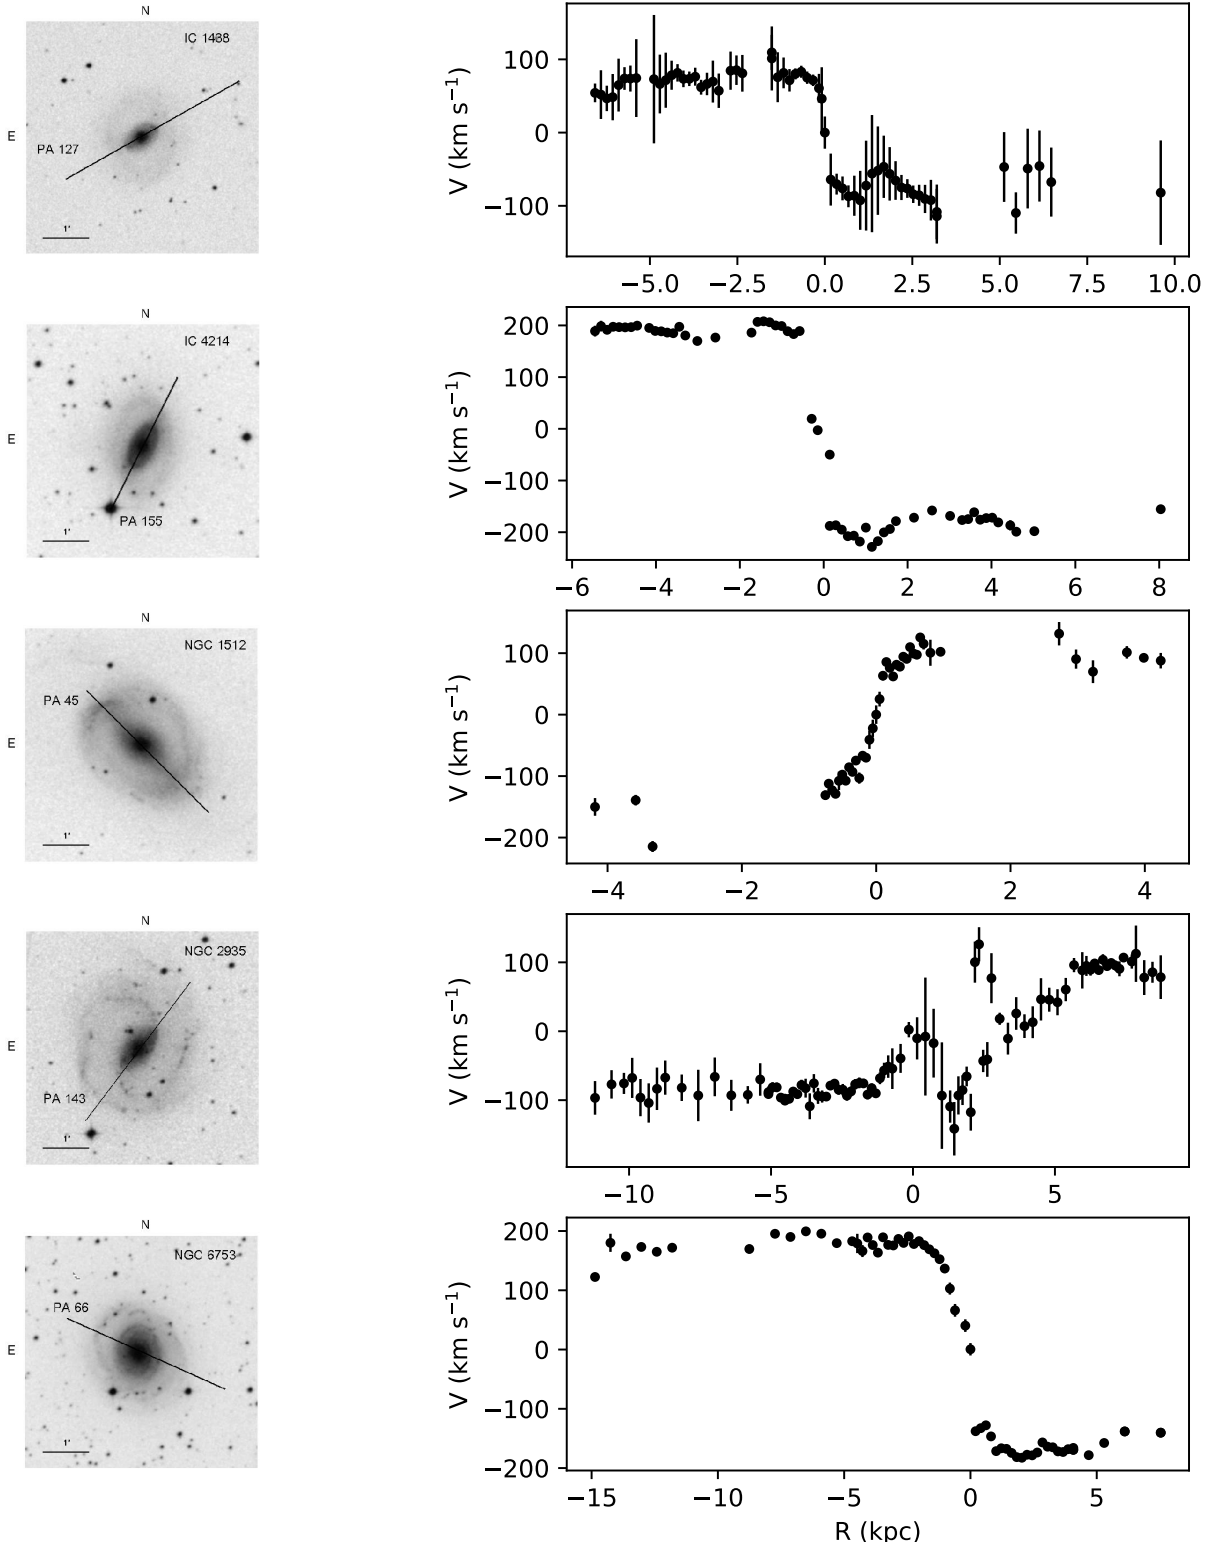 N
IC 1438
E
PA 127
1'
V (km s⁻¹)
100
0
−100
−5.0 −2.5 0.0 2.5 5.0 7.5 10.0
N
IC 4214
E
PA 155
1'
V (km s⁻¹)
200
100
0
−100
−200
−6 −4 −2 0 2 4 6 8
N
NGC 1512
PA 45
E
1'
V (km s⁻¹)
100
0
−100
−200
−4 −2 0 2 4
N
NGC 2935
E
PA 143
1'
V (km s⁻¹)
100
0
−100
−10 −5 0 5
N
NGC 6753
PA 66
E
1'
V (km s⁻¹)
200
100
0
−100
−200
−15 −10 −5 0 5
R (kpc)